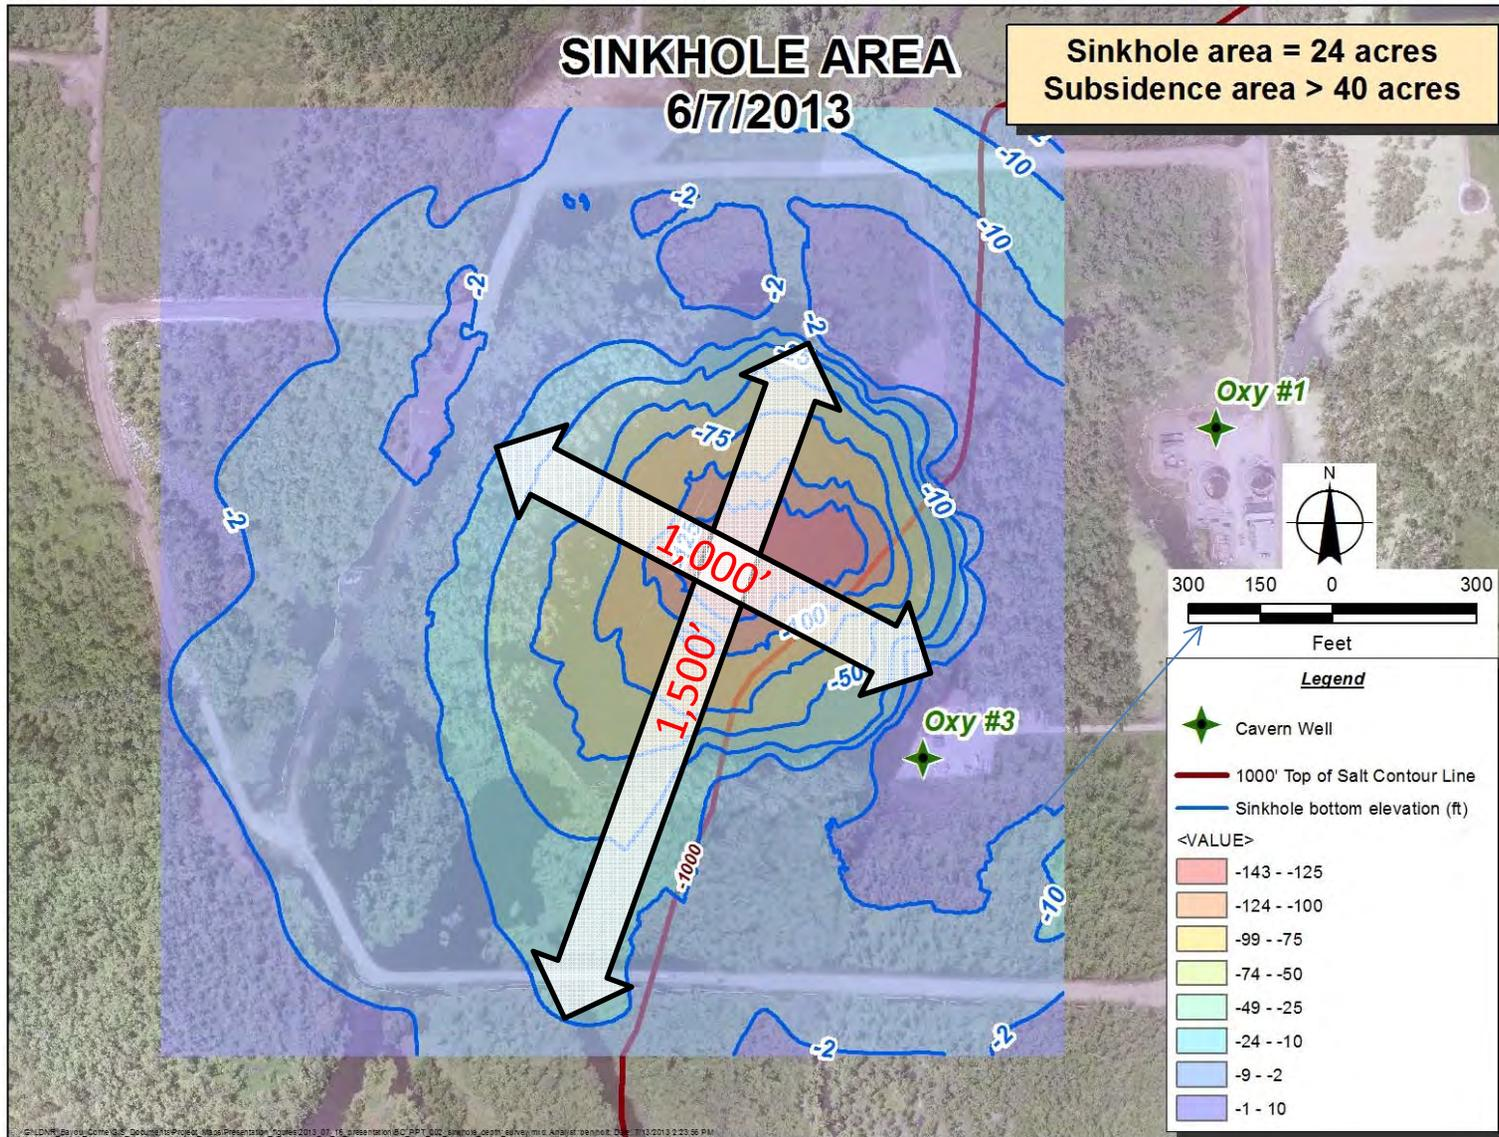 SINKHOLE AREA
6/7/2013
Sinkhole area = 24 acres
Subsidence area > 40 acres
-10
-10
-2
-2
-2
-2
-75
-10
-2
1,000'
-100
1,500'
-50
-1000
-10
-2
-2
Oxy #1
Oxy #3
N
300 150 0 300
Feet
Legend
Cavern Well
1000' Top of Salt Contour Line
Sinkhole bottom elevation (ft)
<VALUE>
-143 - -125
-124 - -100
-99 - -75
-74 - -50
-49 - -25
-24 - -10
-9 - -2
-1 - 10